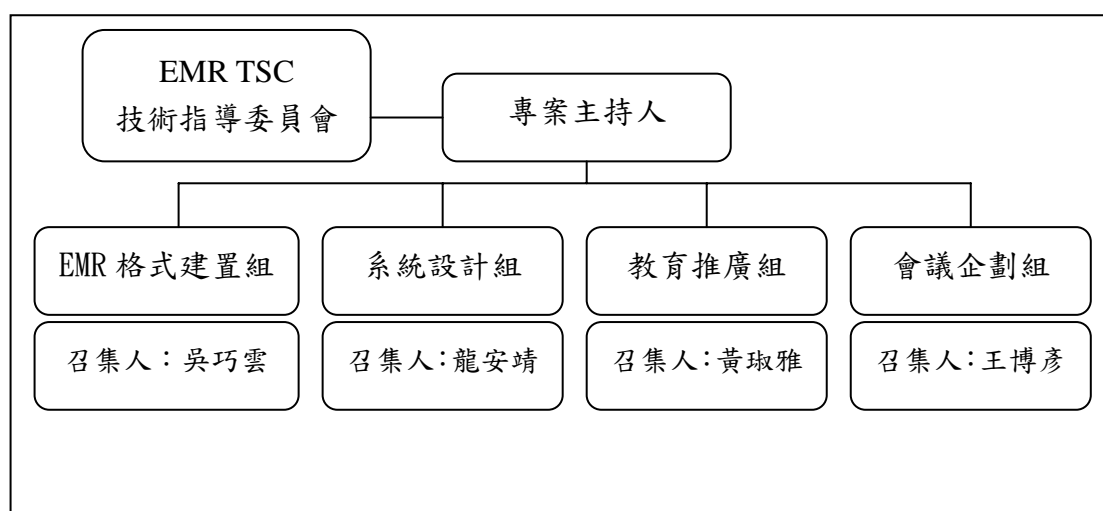 EMR TSC
技術指導委員會
專案主持人
EMR 格式建置組
系統設計組
教育推廣組
會議企劃組
召集人：吳巧雲
召集人:龍安靖
召集人:黃琡雅
召集人:王博彥